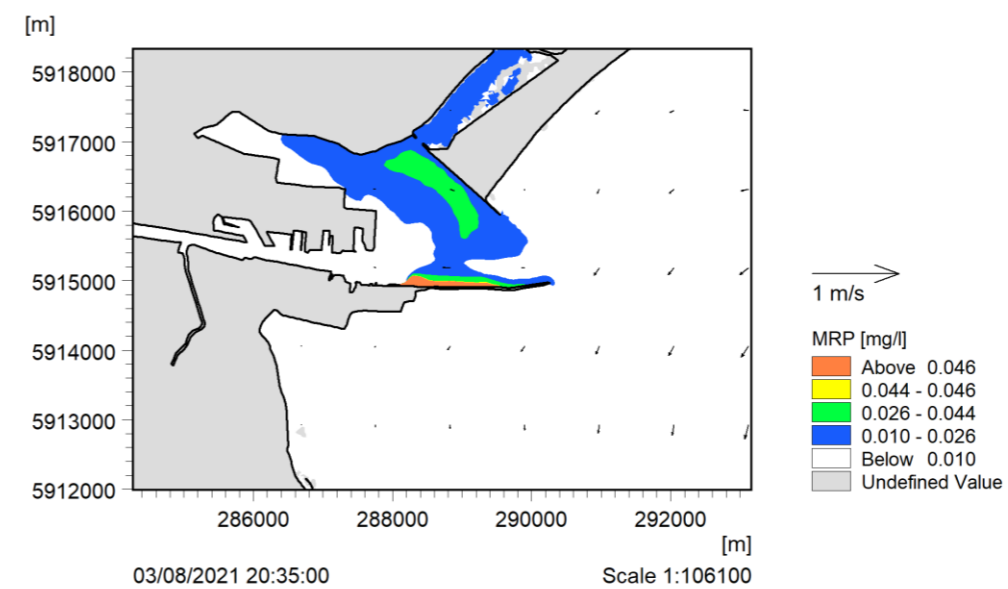 [m]
5918000
5917000
5916000
5915000
5914000
5913000
5912000
286000 288000 290000 292000
[m]
03/08/2021 20:35:00 Scale 1:106100
1 m/s
MRP [mg/l]
Above 0.046
0.044 - 0.046
0.026 - 0.044
0.010 - 0.026
Below 0.010
Undefined Value